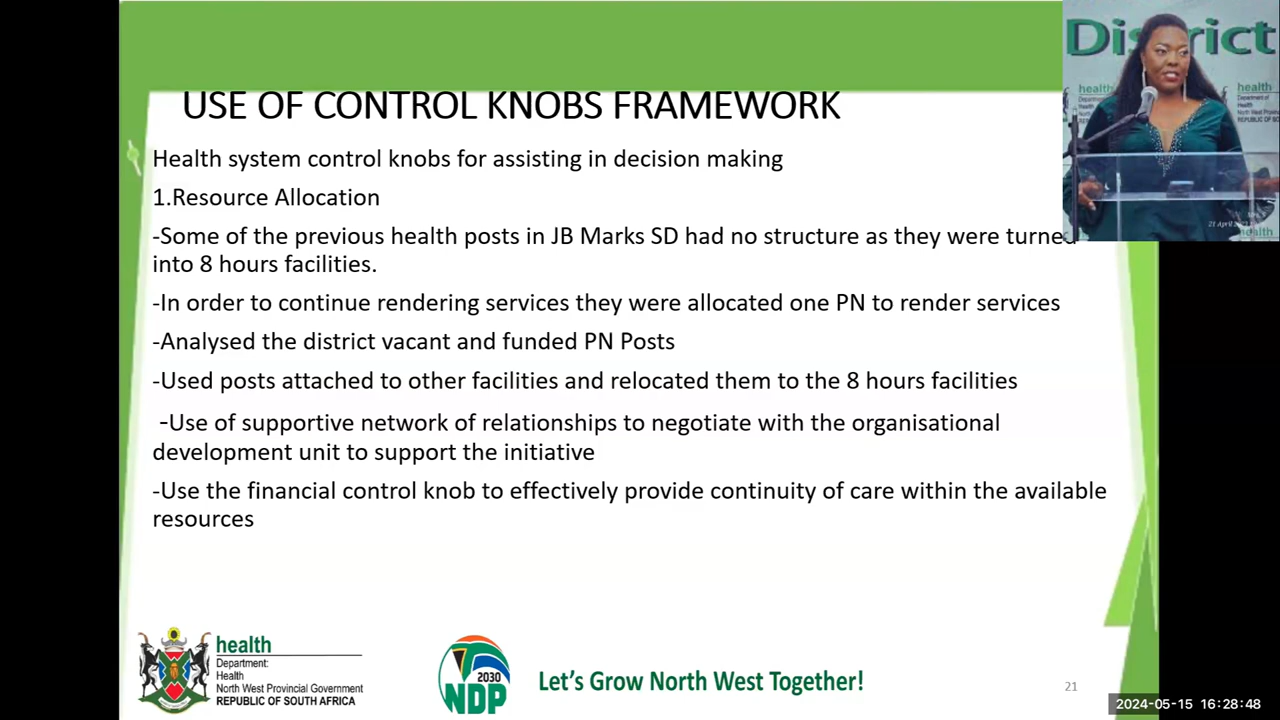 USE OF CONTROL KNOBS FRAMEWORK
Health system control knobs for assisting in decision making
1.Resource Allocation
-Some of the previous health posts in JB Marks SD had no structure as they were turned
into 8 hours facilities.
-In order to continue rendering services they were allocated one PN to render services
-Analysed the district vacant and funded PN Posts
-Used posts attached to other facilities and relocated them to the 8 hours facilities
-Use of supportive network of relationships to negotiate with the organisational
development unit to support the initiative
-Use the financial control knob to effectively provide continuity of care within the available
resources
health
Department:
Health
North West Provincial Government
REPUBLIC OF SOUTH AFRICA
2030
NDP
Let's Grow North West Together!
21
2024-05-15 16:28:48
health
health
Department of
Health
REPUBLIC OF
health